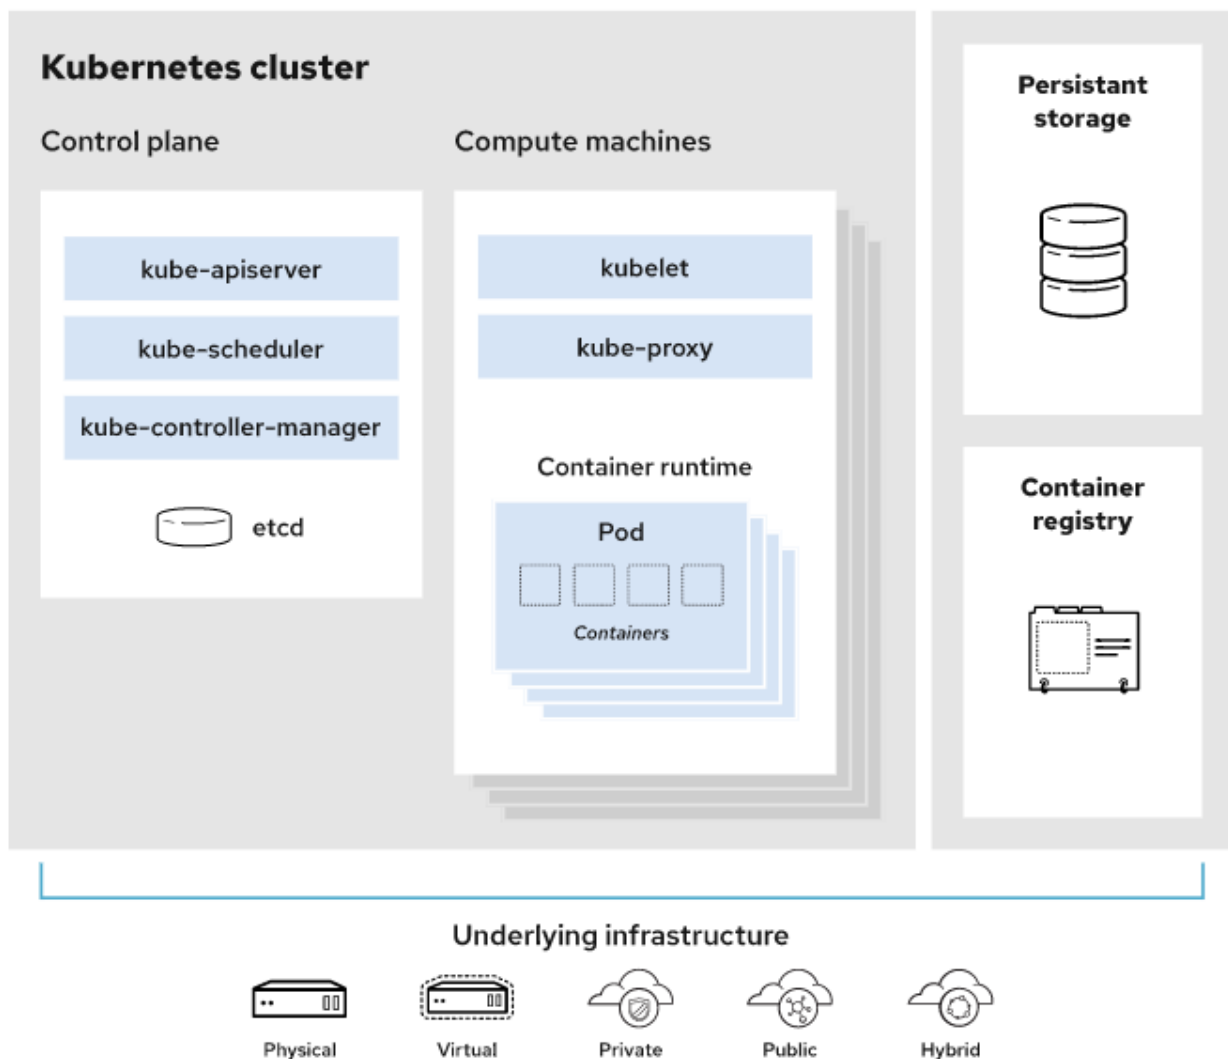 Kubernetes cluster
Control plane
kube-apiserver
kube-scheduler
kube-controller-manager
etcd
Compute machines
kubelet
kube-proxy
Container runtime
Pod
Containers
Persistant
storage
Container
registry
Underlying infrastructure
Physical
Virtual
Private
Public
Hybrid